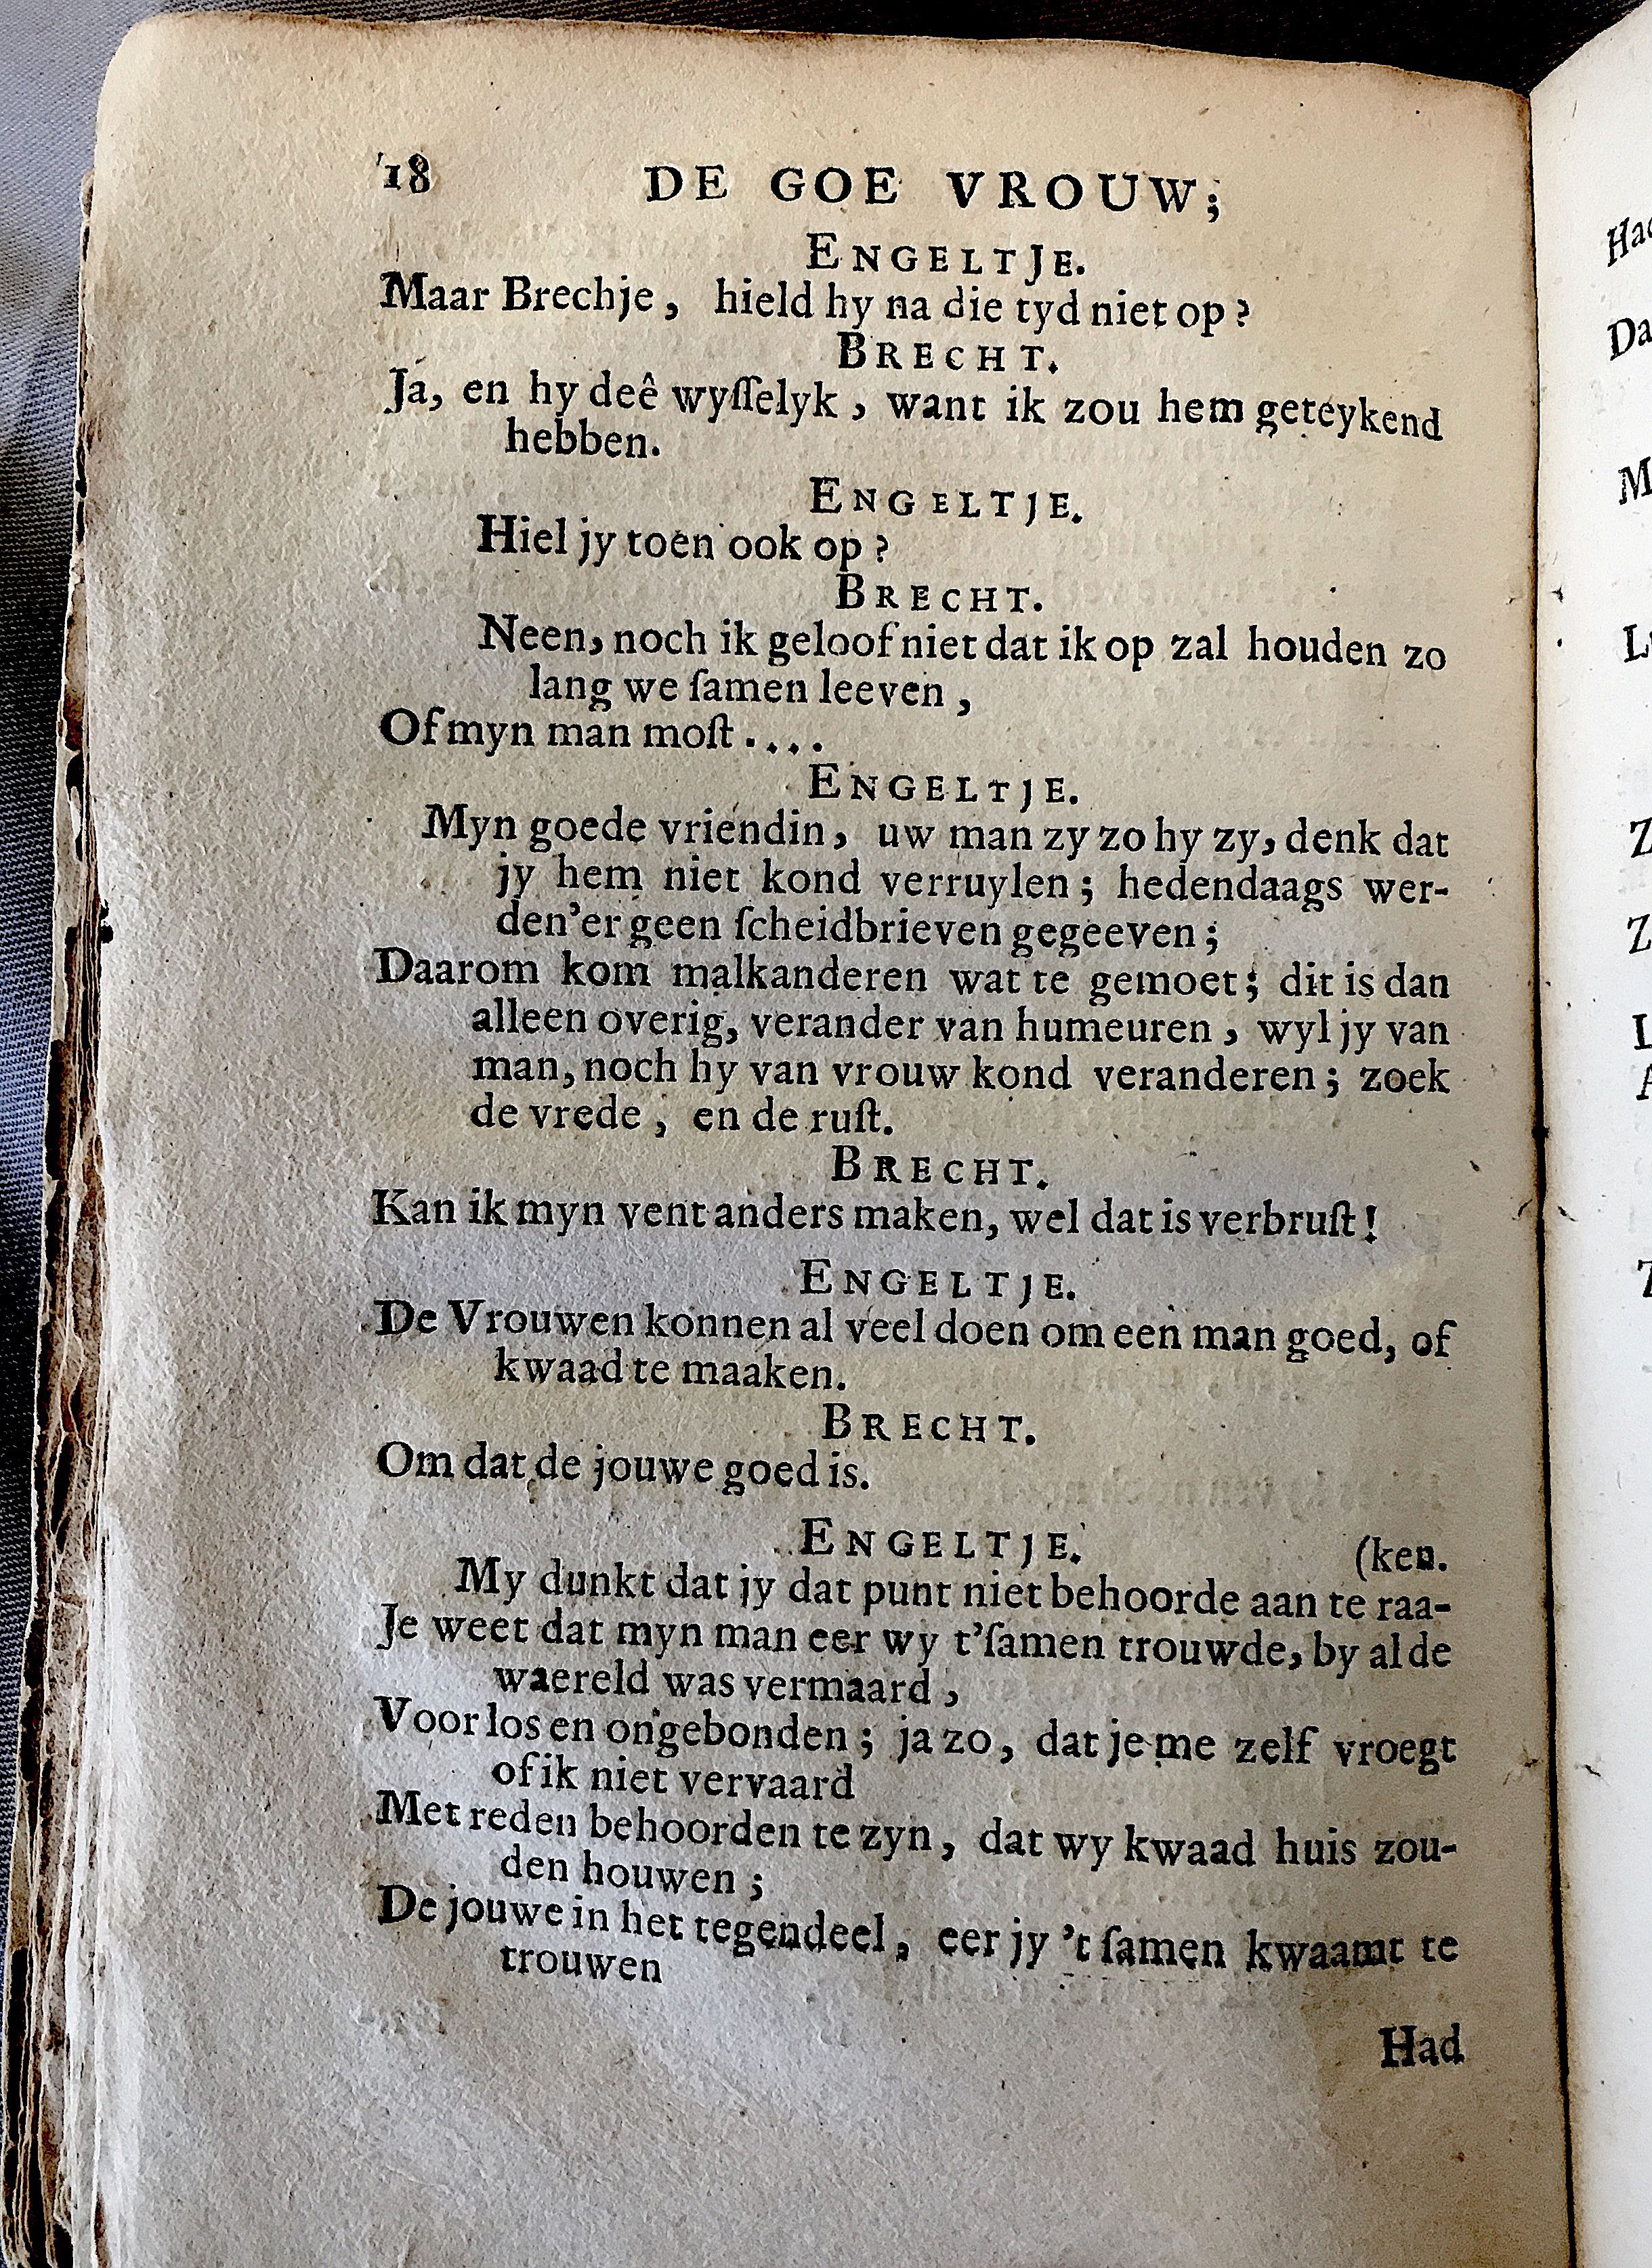 18 DE GOE VROUW;
ENGELTJE.
Maar Brechje, hield hy na die tyd niet op?
BRECHT.
Ja, en hy deê wyſſelyk, want ik zou hem geteykend
hebben.
ENGELTJE.
Hiel jy toen ook op?
BRECHT.
Neen, noch ik geloof niet dat ik op zal houden zo
lang we ſamen leeven,
Of myn man moſt....
ENGELTJE.
Myn goede vriendin, uw man zy zo hy zy, denk dat
jy hem niet kond verruylen; hedendaags wer-
den'er geen ſcheidbrieven gegeeven;
Daarom kom malkanderen wat te gemoet; dit is dan
alleen overig, verander van humeuren, wyl jy van
man, noch hy van vrouw kond veranderen; zoek
de vrede, en de ruſt.
BRECHT.
Kan ik myn vent anders maken, wel dat is verbruſt!
ENGELTJE.
De Vrouwen konnen al veel doen om een man goed, of
kwaad te maaken.
BRECHT.
Om dat de jouwe goed is.
ENGELTJE.
(ken.
My dunkt dat jy dat punt niet behoorde aan te raa-
Je weet dat myn man eer wy t'ſamen trouwde, by al de
waereld was vermaard,
Voor los en ongebonden; ja zo, dat je me zelf vroegt
of ik niet vervaard
Met reden behoorden te zyn, dat wy kwaad huis zou-
den houwen;
De jouwe in het tegendeel, eer jy 't ſamen kwaamt te
trouwen
Had